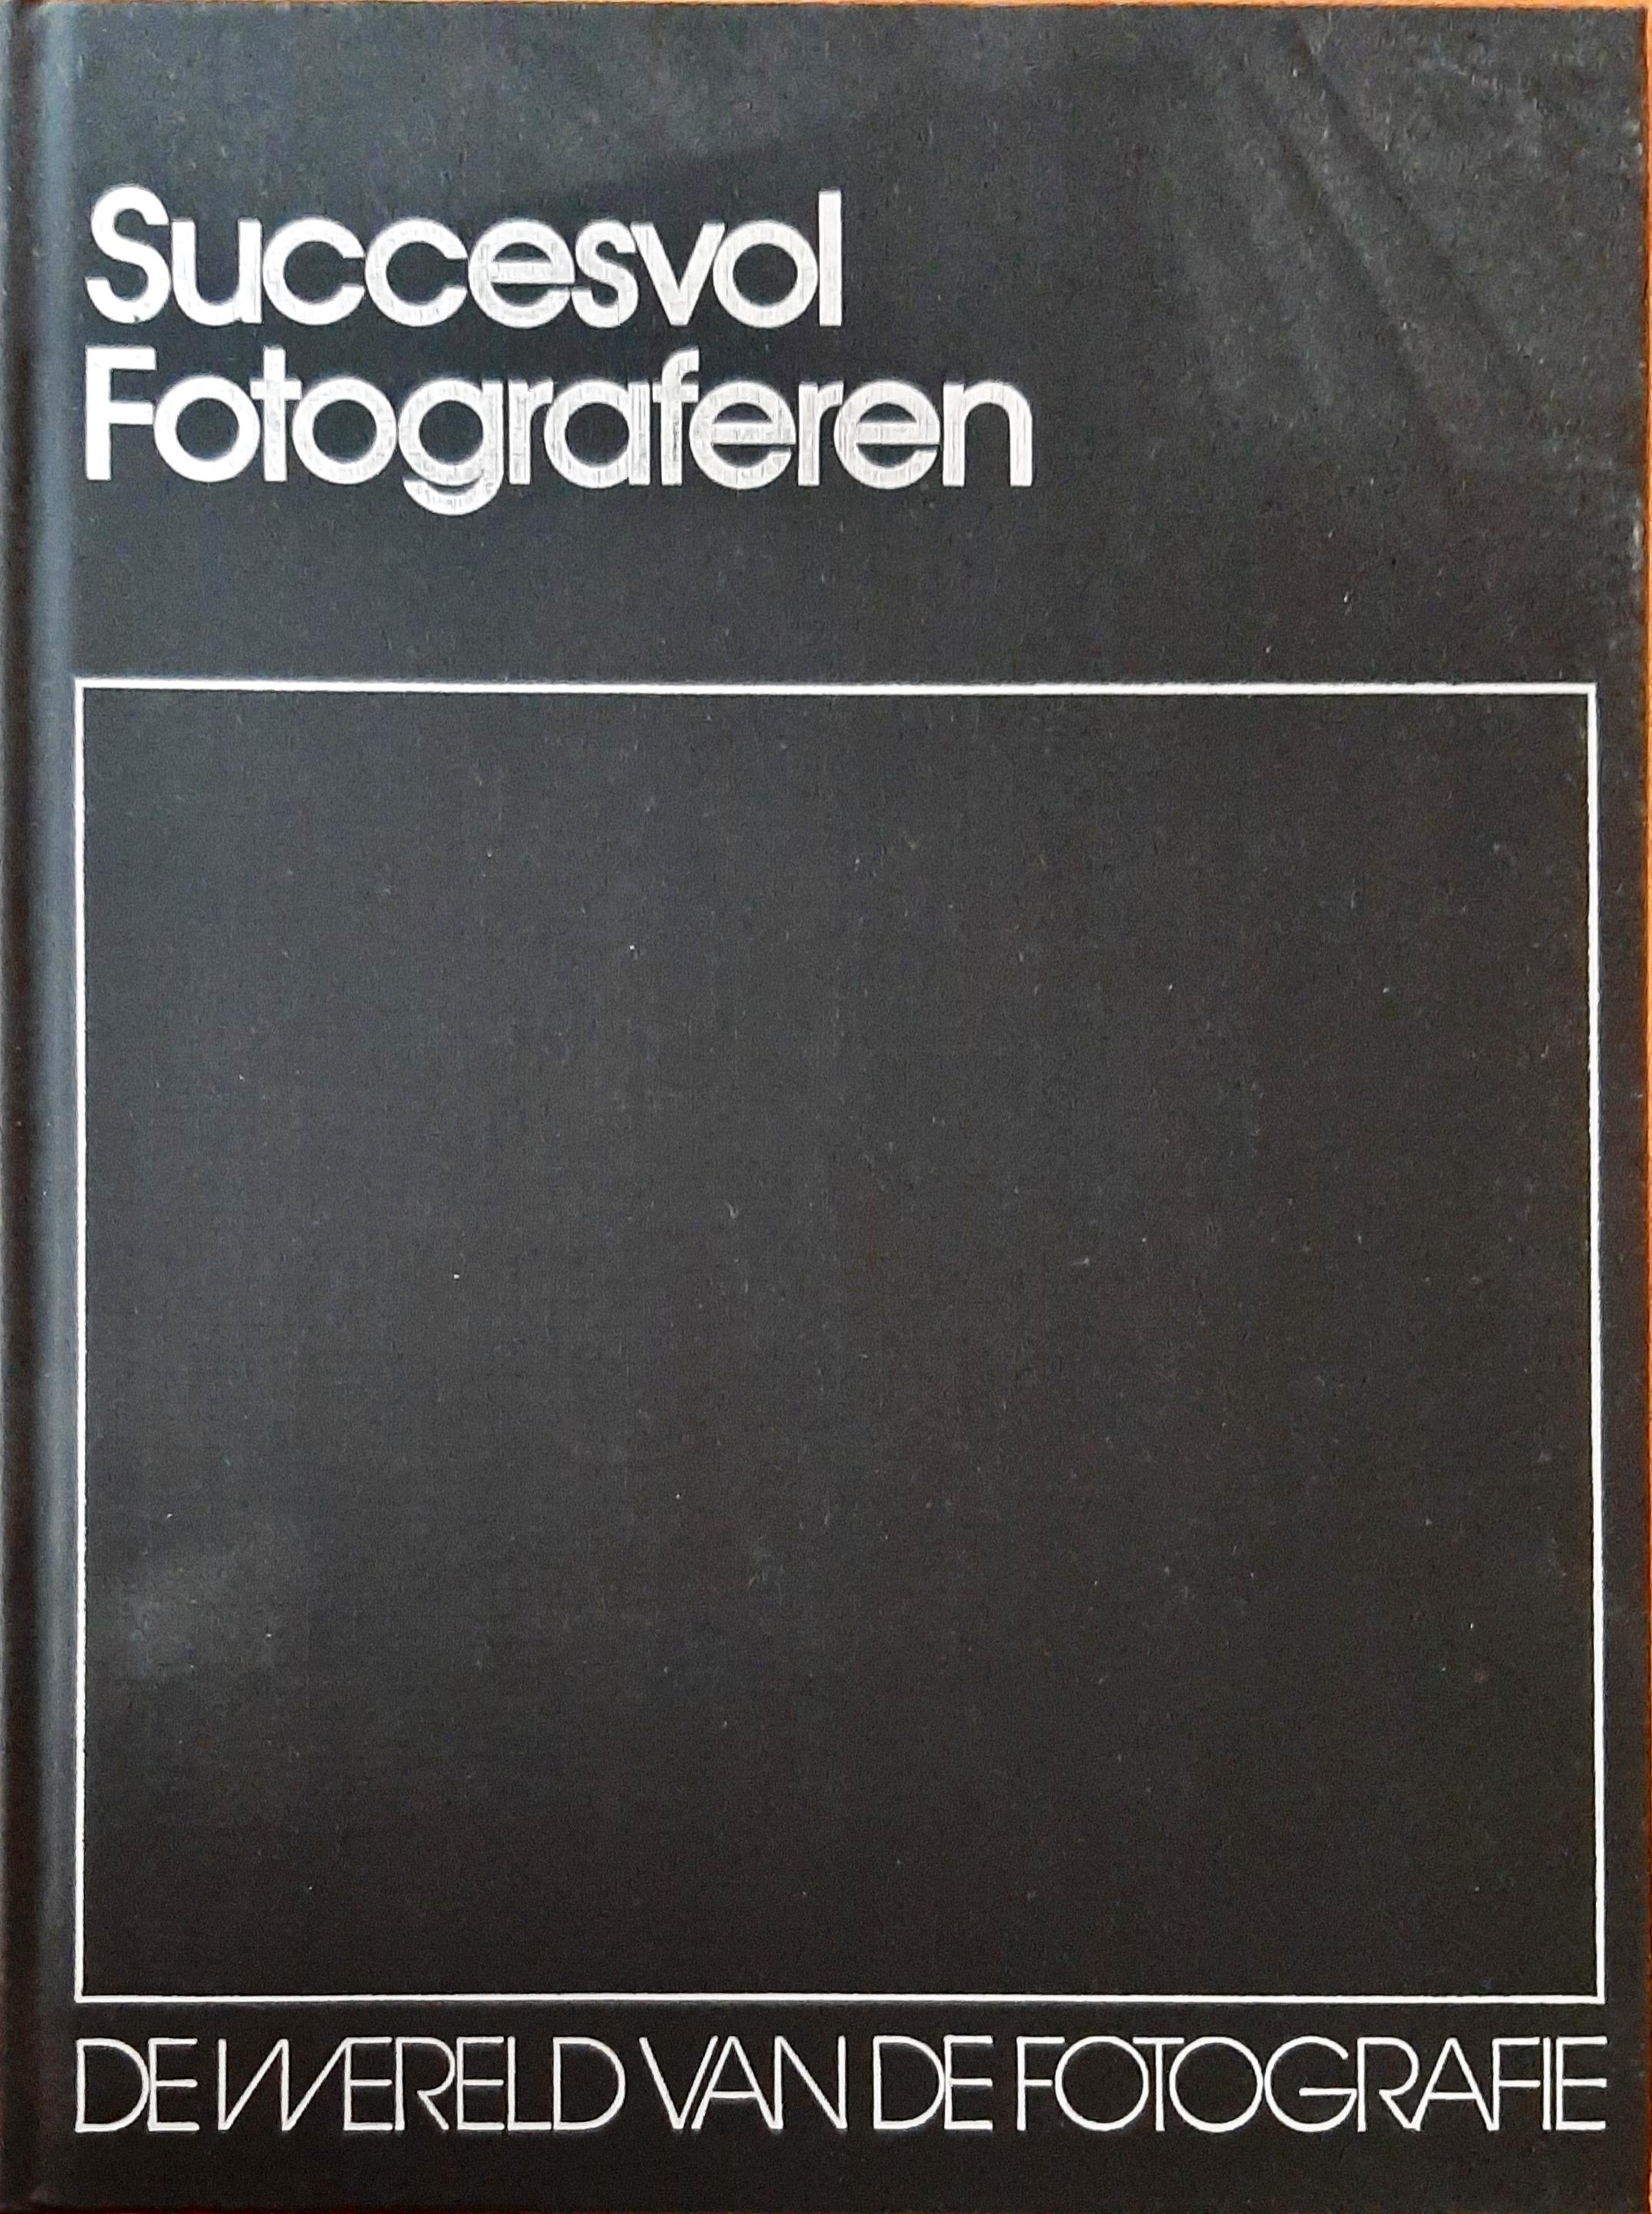 Succesvol
Fotograferen
DE WERELD VAN DE FOTOGRAFIE